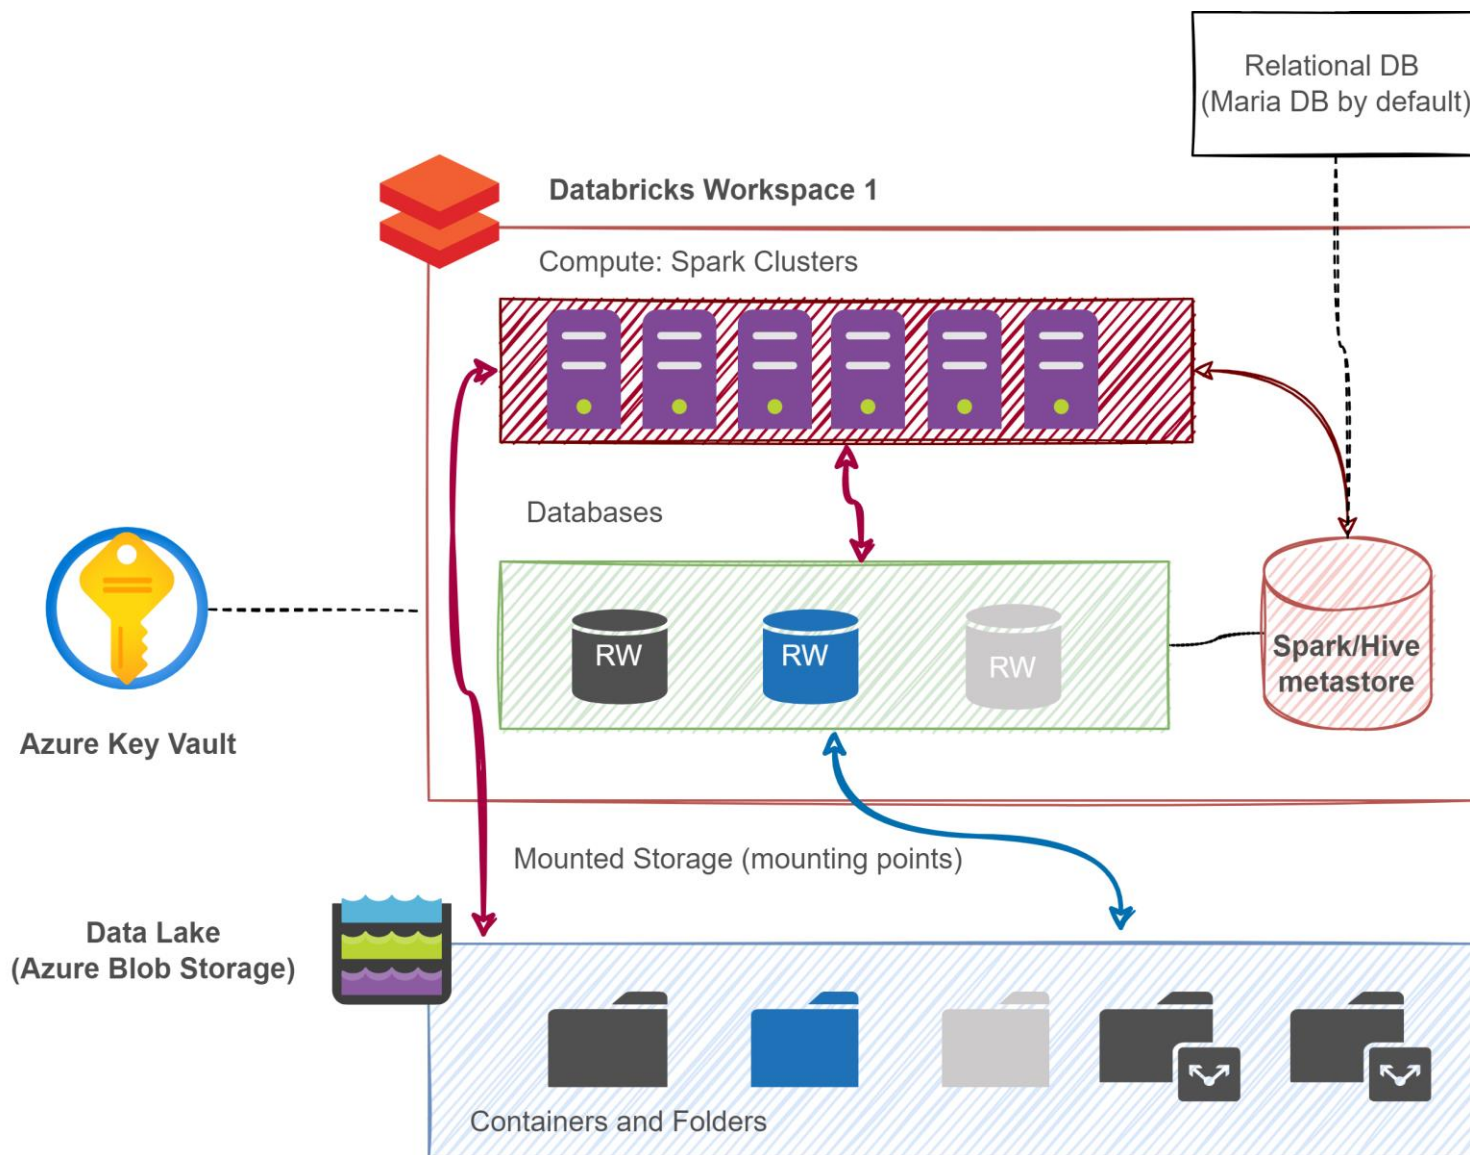 Relational DB
(Maria DB by default)
Databricks Workspace 1
Compute: Spark Clusters
Databases
RW
RW
RW
Spark/Hive
metastore
Azure Key Vault
Mounted Storage (mounting points)
Data Lake
(Azure Blob Storage)
Containers and Folders